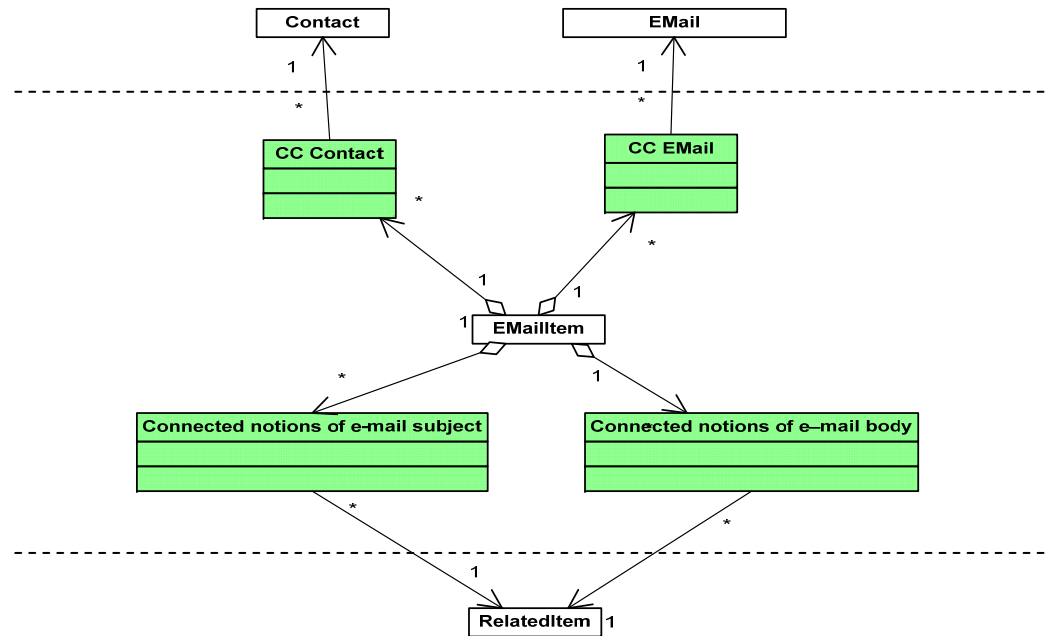 Contact
EMail
1
1
*
*
CC Contact
CC EMail
*
*
1
1
1
EMailItem
*
1
Connected notions of e-mail subject
Connected notions of e–mail body
*
*
*
1
RelatedItem
1